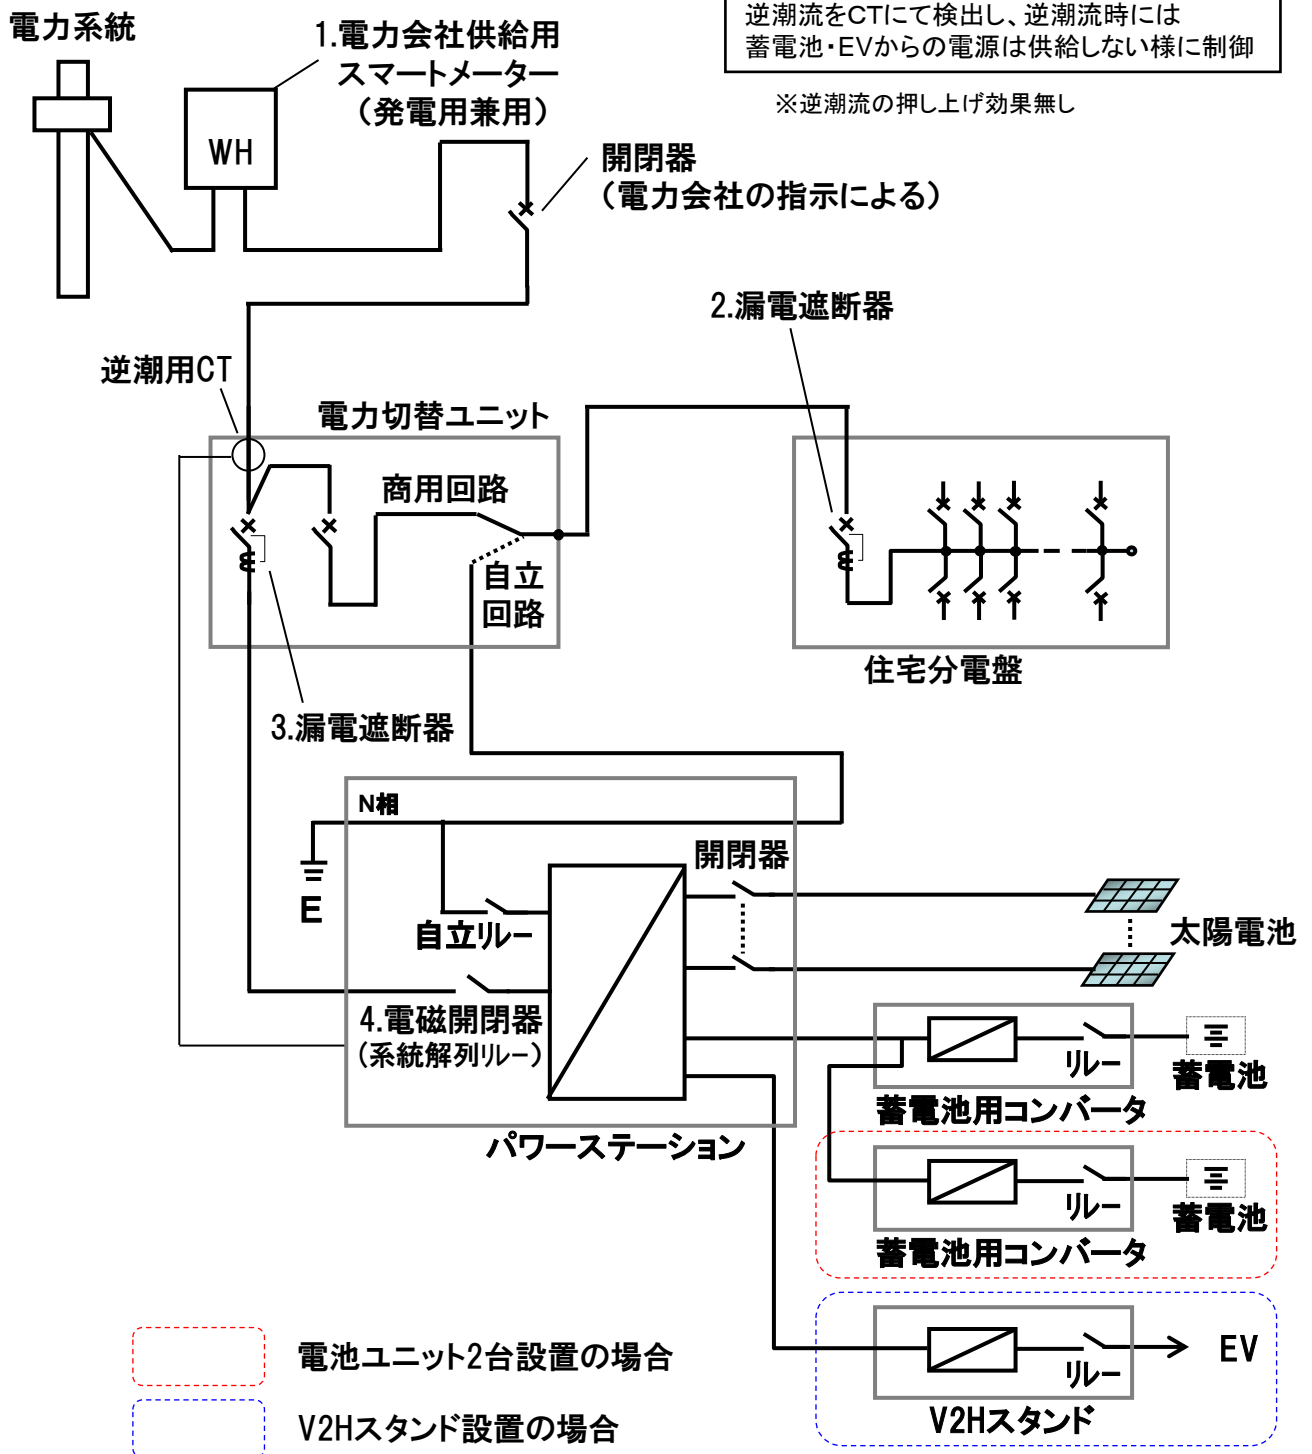 電力系統
1.電力会社供給用
スマートメーター
(発電用兼用)
WH
逆潮流をCTにて検出し、逆潮流時には
蓄電池・EVからの電源は供給しない様に制御
※逆潮流の押し上げ効果無し
開閉器
(電力会社の指示による)
2.漏電遮断器
逆潮用CT
電力切替ユニット
商用回路
自立
回路
住宅分電盤
3.漏電遮断器
N相
開閉器
E
自立リレー
太陽電池
4.電磁開閉器
(系統解列リレー)
リレー
蓄電池
蓄電池用コンバータ
パワーステーション
リレー
蓄電池
蓄電池用コンバータ
EV
リレー
V2Hスタンド
電池ユニット2台設置の場合
V2Hスタンド設置の場合